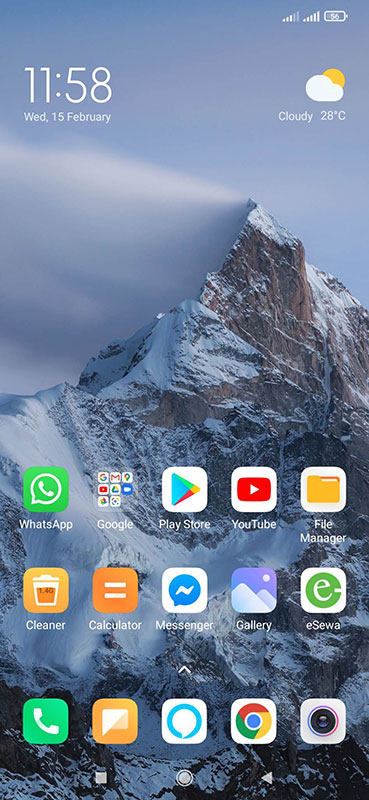 56
11:58
Wed, 15 February
Cloudy 28°C
WhatsApp
Google
Play Store
YouTube
File
Manager
1.4G
Cleaner
Calculator
Messenger
Gallery
eSewa